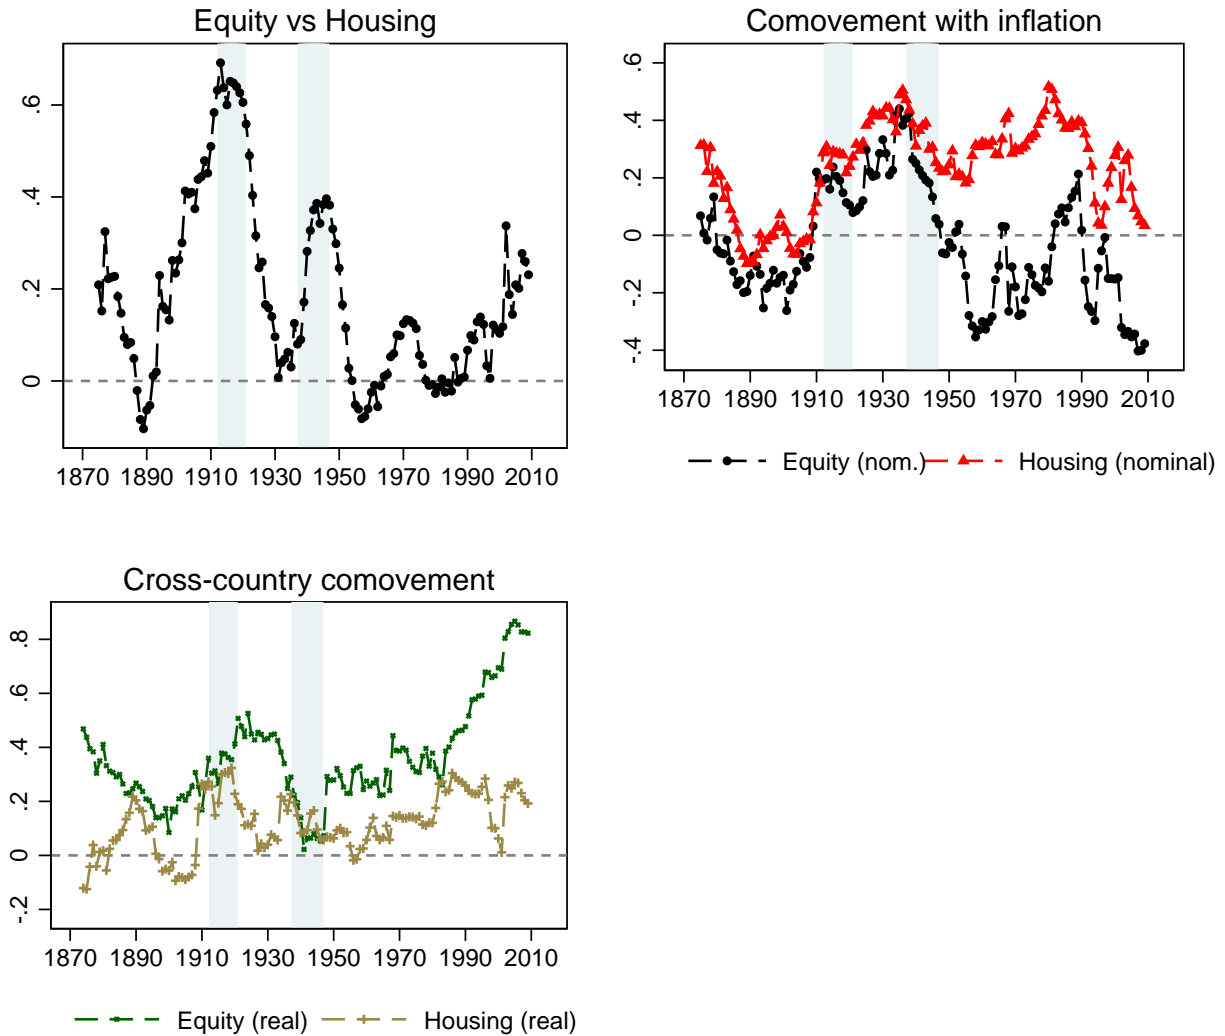 Equity vs Housing
.6
.4
.2
0
1870 1890 1910 1930 1950 1970 1990 2010
Comovement with inflation
.6
.4
.2
0
-.2
-.4
1870 1890 1910 1930 1950 1970 1990 2010
Equity (nom.) Housing (nominal)
Cross-country comovement
.8
.6
.4
.2
0
-.2
1870 1890 1910 1930 1950 1970 1990 2010
Equity (real) Housing (real)